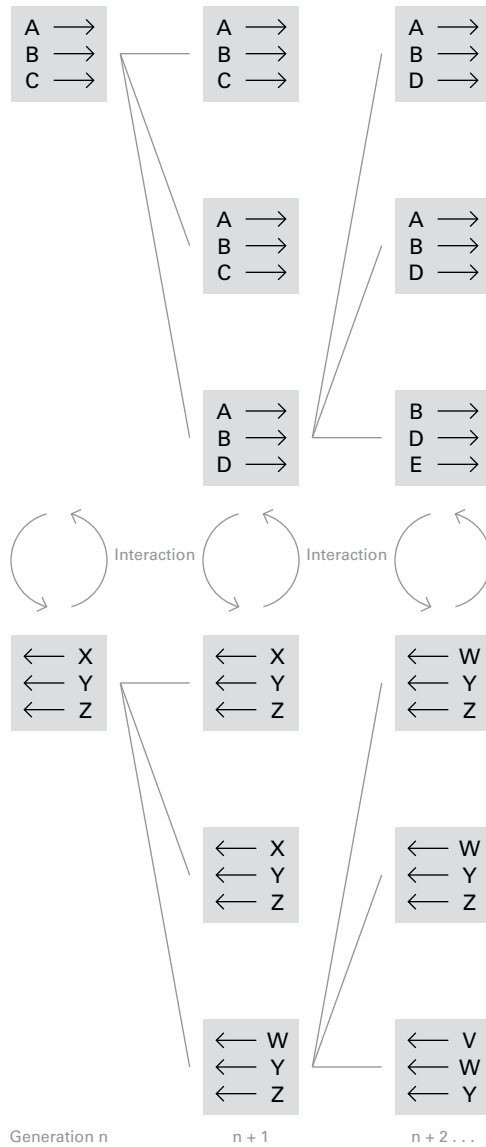 A → A → A →
B → B → B →
C → C → D →
A → A →
B → B →
C → D →
A → B →
B → D →
D → E →
Interaction Interaction
← X ← X ← W
← Y ← Y ← Y
← Z ← Z ← Z
← X ← W
← Y ← Y
← Z ← Z
← W ← V
← Y ← W
← Z ← Y
Generation n n + 1 n + 2 . . .